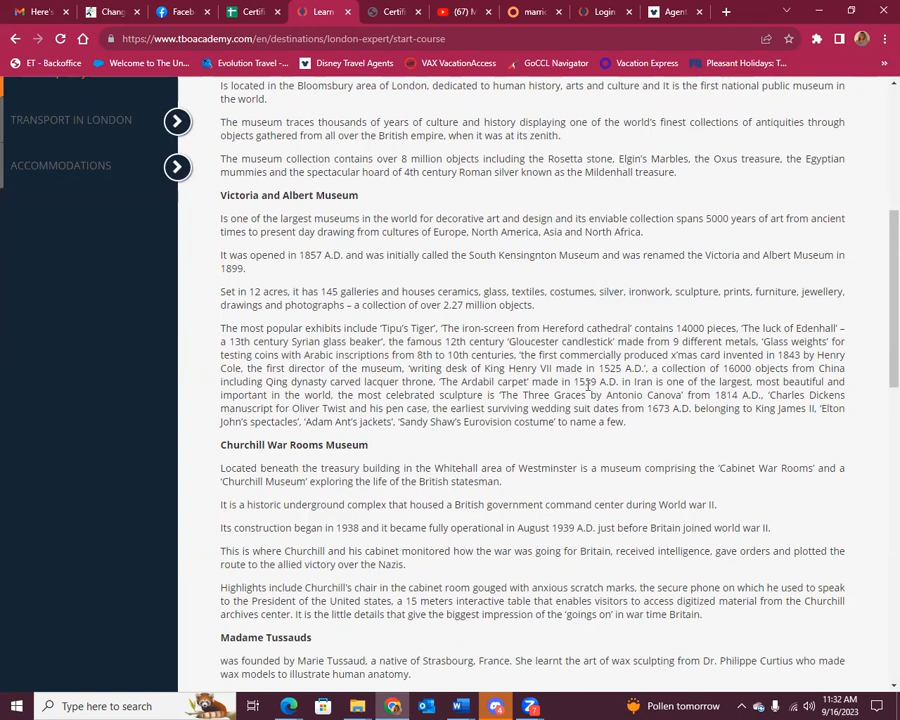 Here's
Chang
Faceb
Certifi
Learn
Certifi
(67) M
marri
Login
Agent
https://www.tboacademy.com/en/destinations/london-expert/start-course
ET - Backoffice
Welcome to The Un...
Evolution Travel -...
Disney Travel Agents
VAX VacationAccess
GoCCL Navigator
Vacation Express
Pleasant Holidays: T...
»
TRANSPORT IN LONDON
ACCOMMODATIONS
Is located in the Bloomsbury area of London, dedicated to human history, arts and culture and It is the first national public museum in
the world.
The museum traces thousands of years of culture and history displaying one of the world's finest collections of antiquities through
objects gathered from all over the British empire, when it was at its zenith.
The museum collection contains over 8 million objects including the Rosetta stone, Elgin's Marbles, the Oxus treasure, the Egyptian
mummies and the spectacular hoard of 4th century Roman silver known as the Mildenhall treasure.
Victoria and Albert Museum
Is one of the largest museums in the world for decorative art and design and its enviable collection spans 5000 years of art from ancient
times to present day drawing from cultures of Europe, North America, Asia and North Africa.
It was opened in 1857 A.D. and was initially called the South Kensingnton Museum and was renamed the Victoria and Albert Museum in
1899.
Set in 12 acres, it has 145 galleries and houses ceramics, glass, textiles, costumes, silver, ironwork, sculpture, prints, furniture, jewellery,
drawings and photographs – a collection of over 2.27 million objects.
The most popular exhibits include 'Tipu's Tiger', 'The iron-screen from Hereford cathedral' contains 14000 pieces, 'The luck of Edenhall' –
a 13th century Syrian glass beaker', the famous 12th century 'Gloucester candlestick' made from 9 different metals, 'Glass weights' for
testing coins with Arabic inscriptions from 8th to 10th centuries, 'the first commercially produced x'mas card invented in 1843 by Henry
Cole, the first director of the museum, 'writing desk of King Henry VII made in 1525 A.D.', a collection of 16000 objects from China
including Qing dynasty carved lacquer throne, 'The Ardabil carpet' made in 1539 A.D. in Iran is one of the largest, most beautiful and
important in the world, the most celebrated sculpture is 'The Three Graces by Antonio Canova' from 1814 A.D., 'Charles Dickens
manuscript for Oliver Twist and his pen case, the earliest surviving wedding suit dates from 1673 A.D. belonging to King James II, 'Elton
John's spectacles', 'Adam Ant's jackets', 'Sandy Shaw's Eurovision costume' to name a few.
Churchill War Rooms Museum
Located beneath the treasury building in the Whitehall area of Westminster is a museum comprising the 'Cabinet War Rooms' and a
'Churchill Museum' exploring the life of the British statesman.
It is a historic underground complex that housed a British government command center during World war II.
Its construction began in 1938 and it became fully operational in August 1939 A.D. just before Britain joined world war II.
This is where Churchill and his cabinet monitored how the war was going for Britain, received intelligence, gave orders and plotted the
route to the allied victory over the Nazis.
Highlights include Churchill's chair in the cabinet room gouged with anxious scratch marks, the secure phone on which he used to speak
to the President of the United states, a 15 meters interactive table that enables visitors to access digitized material from the Churchill
archives center. It is the little details that give the biggest impression of the 'goings on' in war time Britain.
Madame Tussauds
was founded by Marie Tussaud, a native of Strasbourg, France. She learnt the art of wax sculpting from Dr. Philippe Curtius who made
wax models to illustrate human anatomy.
Type here to search
Pollen tomorrow
11:32 AM
9/16/2023